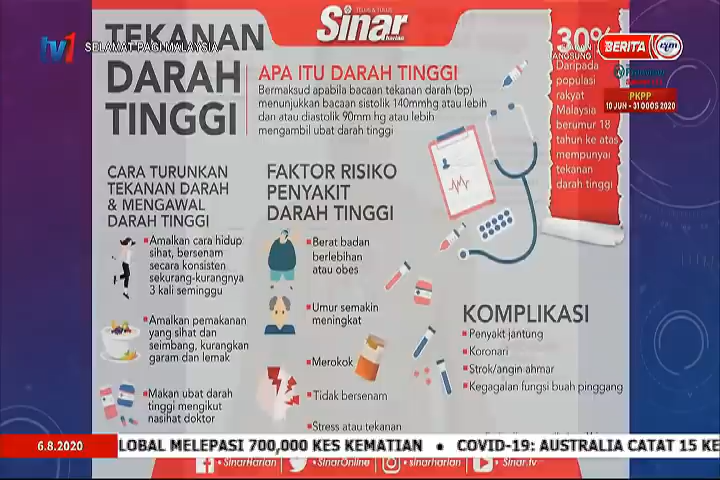 tv1
SELAMAT PAGI MALAYSIA
TEKANAN
DARAH
TINGGI
Sinar
harian
30%
BERITA
rtm
LANGSUNG
PKPP
10 JUN - 31 OGOS 2020
APA ITU DARAH TINGGI
Bermaksud apabila bacaan tekanan darah (bp)
menunjukkan bacaan sistolik 140mmhg atau lebih
dan atau diastolik 90mm hg atau lebih
mengambil ubat darah tinggi
Daripada
populasi
rakyat
Malaysia
berumur 18
tahun ke atas
mempunyai
tekanan
darah tinggi
CARA TURUNKAN
TEKANAN DARAH
& MENGAWAL
DARAH TINGGI
Amalkan cara hidup
sihat, bersenam
secara konsisten
sekurang-kurangnya
3 kali seminggu
Amalkan pemakanan
yang sihat dan
seimbang, kurangkan
garam dan lemak
Makan ubat darah
tinggi mengikut
nasihat doktor
FAKTOR RISIKO
PENYAKIT
DARAH TINGGI
Berat badan
berlebihan
atau obes
Umur semakin
meningkat
Merokok
Tidak bersenam
Stress atau tekanan
KOMPLIKASI
Penyakit jantung
Koronari
Strok/angin ahmar
Kegagalan fungsi buah pinggang
6.8.2020
LOBAL MELEPASI 700,000 KES KEMATIAN • COVID-19: AUSTRALIA CATAT 15 KE
SinarHarian
SinarOnline
sinarharian
Sinar.tv